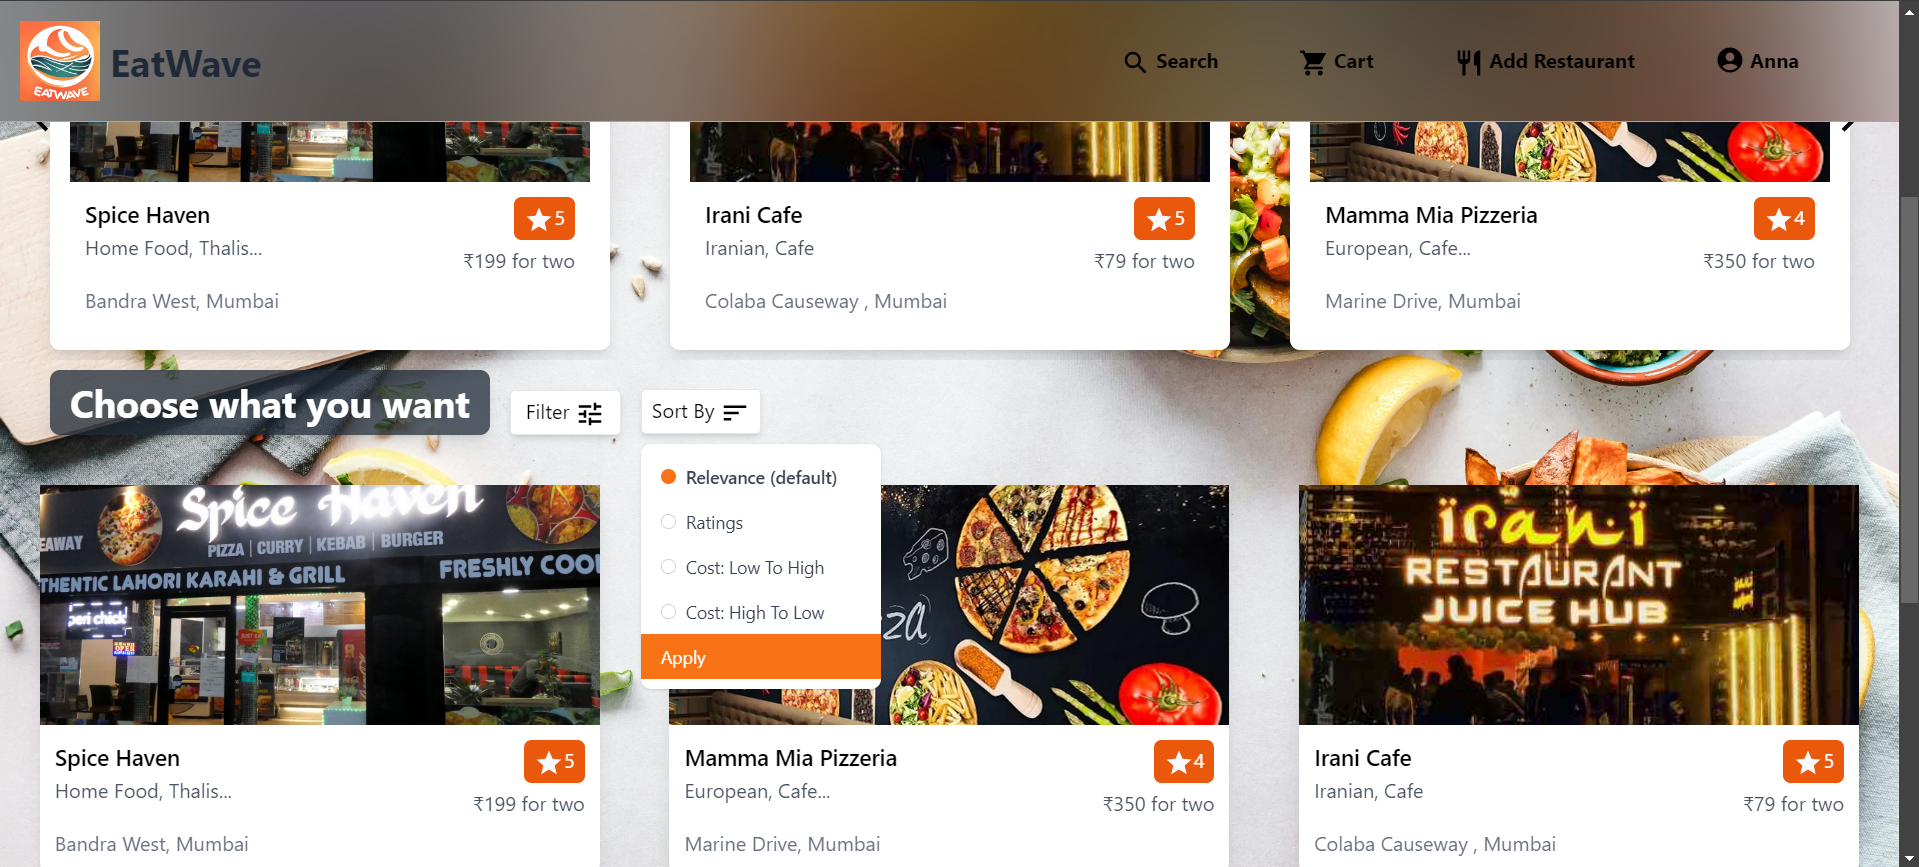 EATWAVE
EatWave
Search
Cart
Add Restaurant
Anna
Spice Haven
5
Home Food, Thalis...
₹199 for two
Bandra West, Mumbai
Irani Cafe
5
Iranian, Cafe
₹79 for two
Colaba Causeway , Mumbai
Mamma Mia Pizzeria
4
European, Cafe...
₹350 for two
Marine Drive, Mumbai
Choose what you want
Filter
Sort By
Relevance (default)
Ratings
Cost: Low To High
Cost: High To Low
Apply
Spice Haven
EAWAY
PIZZA | CURRY | KEBAB | BURGER
THENTIC LAHORI KARAHI & GRILL
FRESHLY COO
peri chick
OPEN
irani
RESTAURANT
JUICE HUB
Spice Haven
5
Home Food, Thalis...
₹199 for two
Bandra West, Mumbai
Mamma Mia Pizzeria
4
European, Cafe...
₹350 for two
Marine Drive, Mumbai
Irani Cafe
5
Iranian, Cafe
₹79 for two
Colaba Causeway , Mumbai